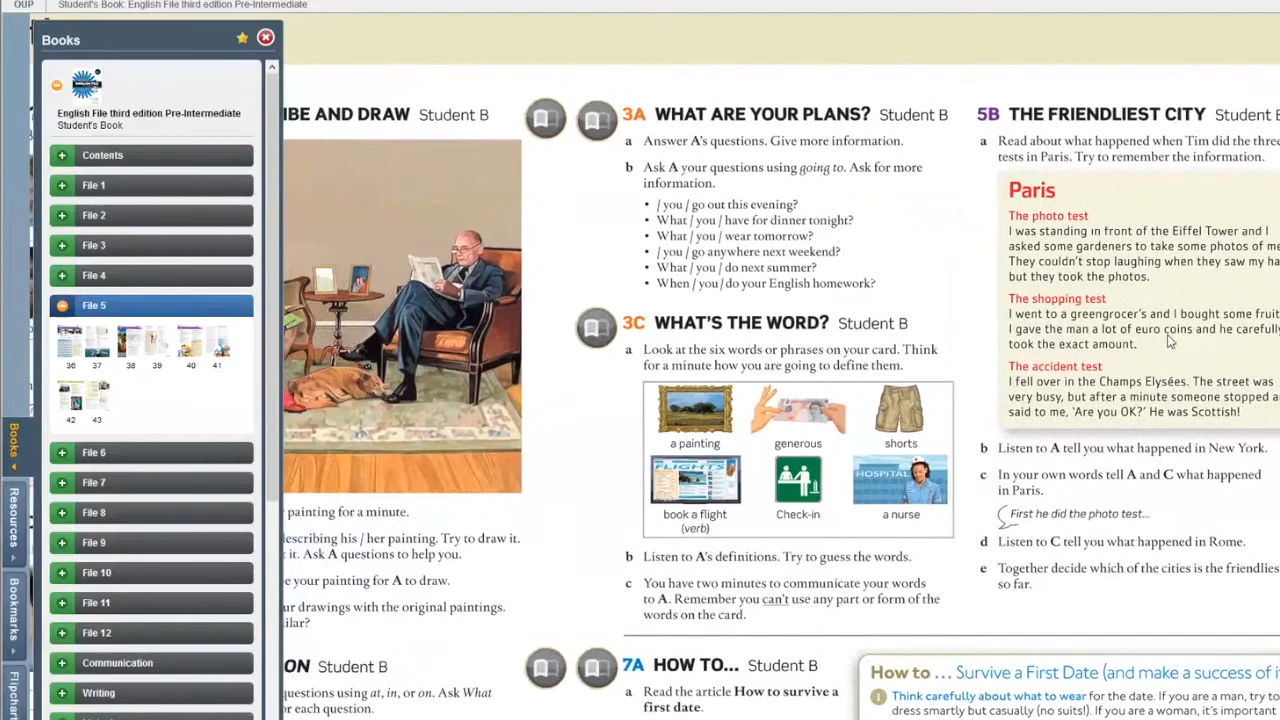 OUP Student's Book: English File third edition Pre-Intermediate
Books
English File third edition Pre-Intermediate
Student's Book
Contents
File 1
File 2
File 3
File 4
File 5
36 37 38 39 40 41
42 43
File 6
File 7
File 8
File 9
File 10
File 11
File 12
Communication
Writing
Books
Resources
Bookmarks
Flipchart
IBE AND DRAW Student B
painting for a minute.
describing his / her painting. Try to draw it.
it. Ask A questions to help you.
e your painting for A to draw.
ur drawings with the original paintings.
ilar?
ON Student B
questions using at, in, or on. Ask What
or each question.
3A WHAT ARE YOUR PLANS? Student B
a Answer A's questions. Give more information.
b Ask A your questions using going to. Ask for more
information.
• / you / go out this evening?
• What / you / have for dinner tonight?
• What / you / wear tomorrow?
• / you / go anywhere next weekend?
• What / you / do next summer?
• When / you / do your English homework?
3C WHAT'S THE WORD? Student B
a Look at the six words or phrases on your card. Think
for a minute how you are going to define them.
a painting generous shorts
FLIGHTS
HOSPITAL
book a flight Check-in a nurse
(verb)
b Listen to A's definitions. Try to guess the words.
c You have two minutes to communicate your words
to A. Remember you can't use any part or form of the
words on the card.
7A HOW TO... Student B
a Read the article How to survive a
first date.
5B THE FRIENDLIEST CITY Student B
a Read about what happened when Tim did the three
tests in Paris. Try to remember the information.
Paris
The photo test
I was standing in front of the Eiffel Tower and I
asked some gardeners to take some photos of me
They couldn't stop laughing when they saw my ha
but they took the photos.
The shopping test
I went to a greengrocer's and I bought some fruit
I gave the man a lot of euro coins and he carefully
took the exact amount.
The accident test
I fell over in the Champs Elysées. The street was
very busy, but after a minute someone stopped a
said to me, 'Are you OK?' He was Scottish!
b Listen to A tell you what happened in New York.
c In your own words tell A and C what happened
in Paris.
First he did the photo test...
d Listen to C tell you what happened in Rome.
e Together decide which of the cities is the friendlies
so far.
How to ... Survive a First Date (and make a success of i
1 Think carefully about what to wear for the date. If you are a man, try to
dress smartly but casually (no suits!). If you are a woman, it's important